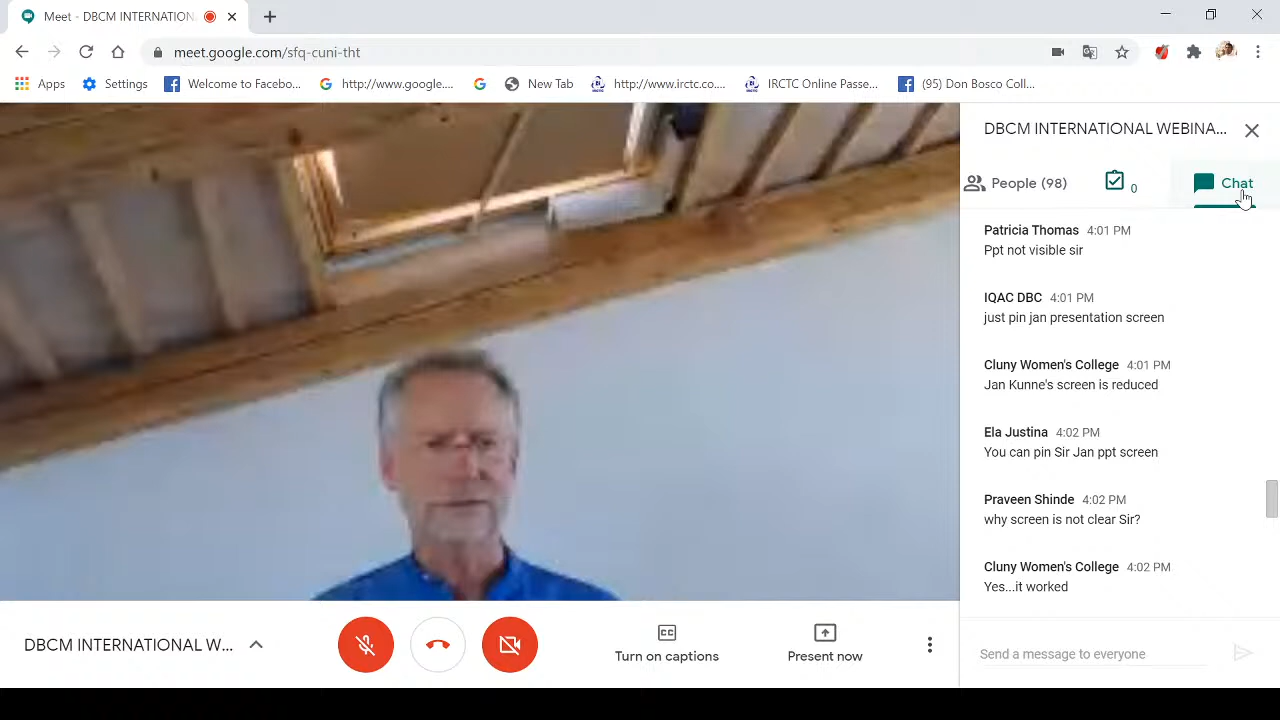 Meet - DBCM INTERNATION
meet.google.com/sfq-cuni-tht
Apps
Settings
Welcome to Facebo...
http://www.google....
New Tab
http://www.irctc.co....
IRCTC Online Passe...
(95) Don Bosco Coll...
DBCM INTERNATIONAL WEBINA...
People (98)
0
Chat
Patricia Thomas 4:01 PM
Ppt not visible sir
IQAC DBC 4:01 PM
just pin jan presentation screen
Cluny Women's College 4:01 PM
Jan Kunne's screen is reduced
Ela Justina 4:02 PM
You can pin Sir Jan ppt screen
Praveen Shinde 4:02 PM
why screen is not clear Sir?
Cluny Women's College 4:02 PM
Yes...it worked
Send a message to everyone
DBCM INTERNATIONAL W...
CC
Turn on captions
Present now